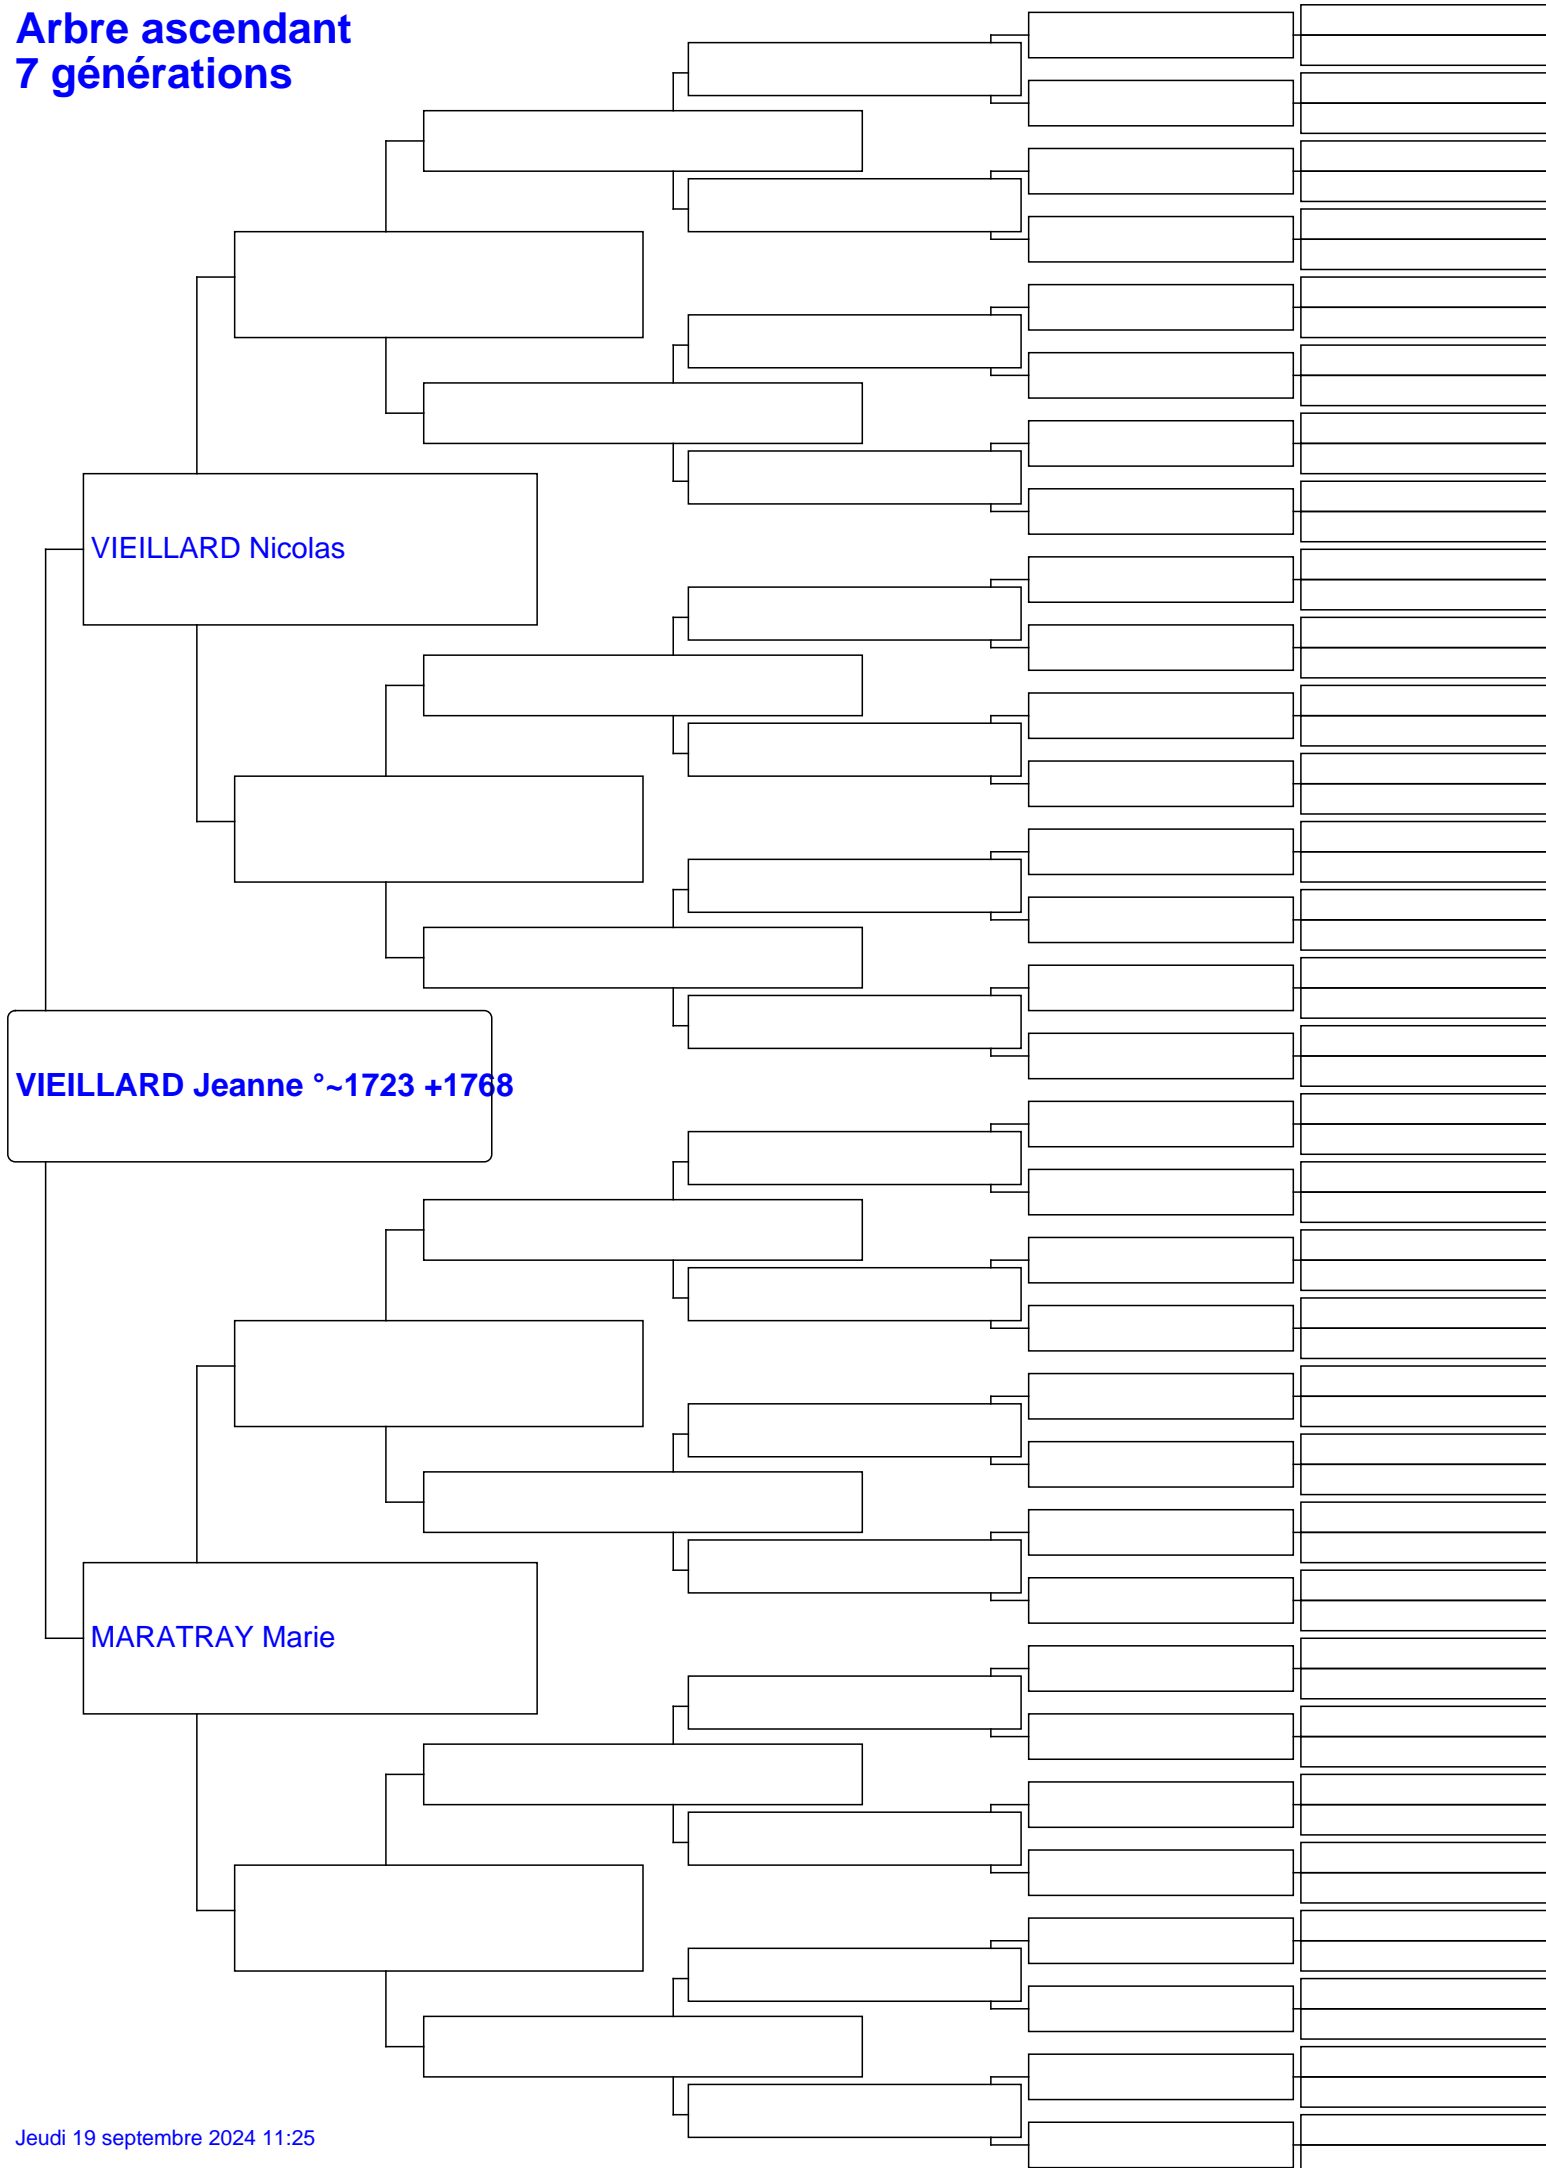 Arbre ascendant
7 générations
VIEILLARD Nicolas
VIEILLARD Jeanne °~1723 +1768
MARATRAY Marie
Jeudi 19 septembre 2024 11:25